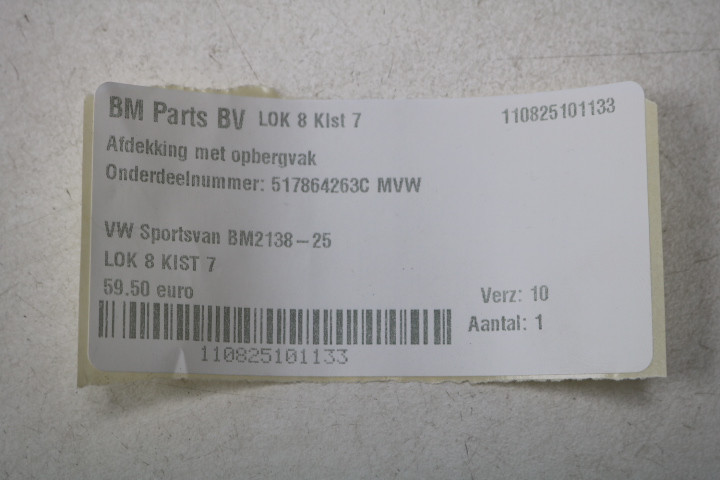 BM Parts BV LOK 8 KIst 7 110825101133
Afdekking met opbergvak
Onderdeelnummer: 517864263C MVW
VW Sportsvan BM2138-25
LOK 8 KIST 7
59.50 euro
Verz: 10
Aantal: 1
110825101133